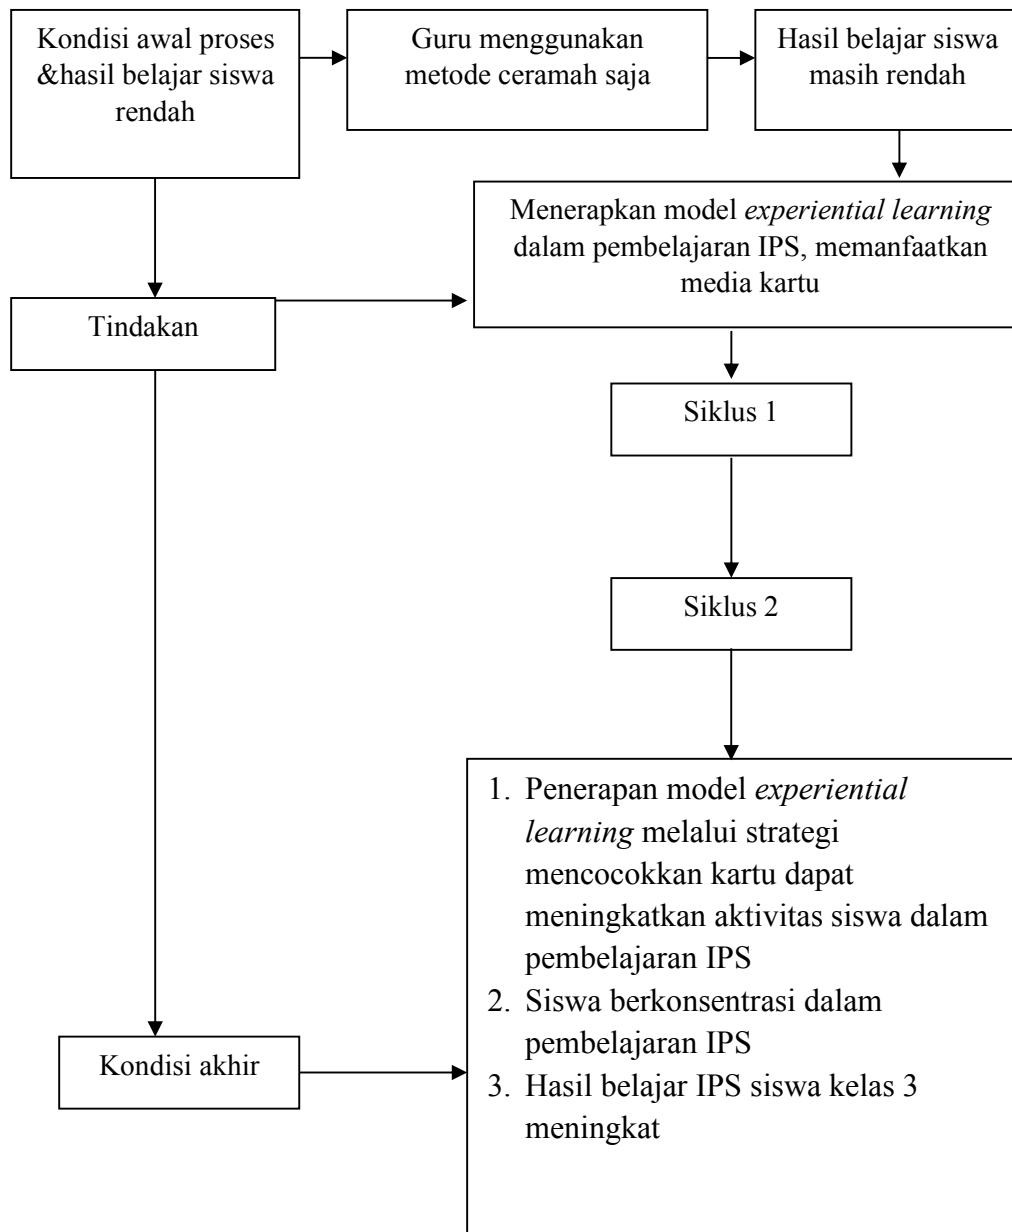 Kondisi awal proses
&hasil belajar siswa
rendah
Guru menggunakan
metode ceramah saja
Hasil belajar siswa
masih rendah
Menerapkan model experiential learning
dalam pembelajaran IPS, memanfaatkan
media kartu
Tindakan
Siklus 1
Siklus 2
1. Penerapan model experiential
learning melalui strategi
mencocokkan kartu dapat
meningkatkan aktivitas siswa dalam
pembelajaran IPS
2. Siswa berkonsentrasi dalam
pembelajaran IPS
3. Hasil belajar IPS siswa kelas 3
meningkat
Kondisi akhir